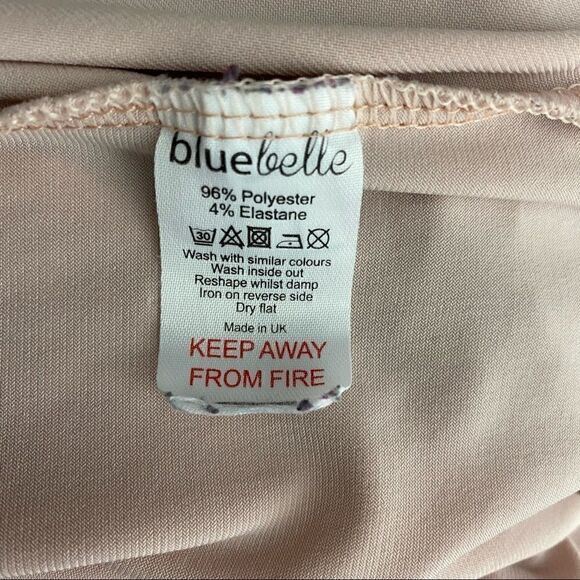 bluebelle
96% Polyester
4% Elastane
30
Wash with similar colours
Wash inside out
Reshape whilst damp
Iron on reverse side
Dry flat
Made in UK
KEEP AWAY
FROM FIRE